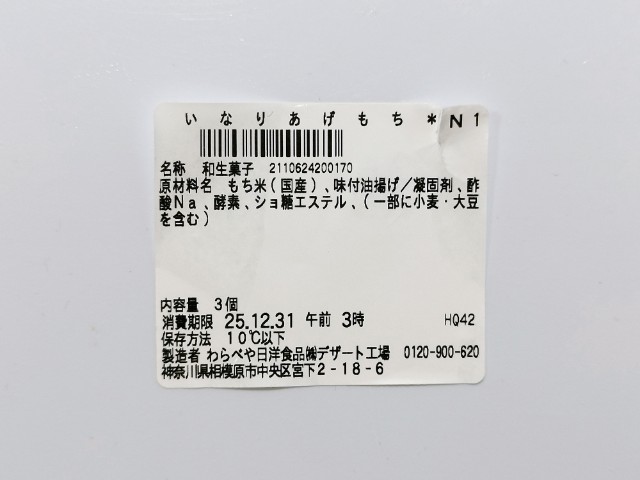 いなりあげもち*N1
名称 和生菓子 2110624200170
原材料名 もち米(国産)、味付油揚げ/凝固剤、酢
酸Na、酵素、ショ糖エステル、(一部に小麦・大豆
を含む)
内容量 3個
消費期限 25.12.31 午前 3時 HQ42
保存方法 10℃以下
製造者 わらべや日洋食品㈱デザート工場 0120-900-620
神奈川県相模原市中央区宮下2-18-6